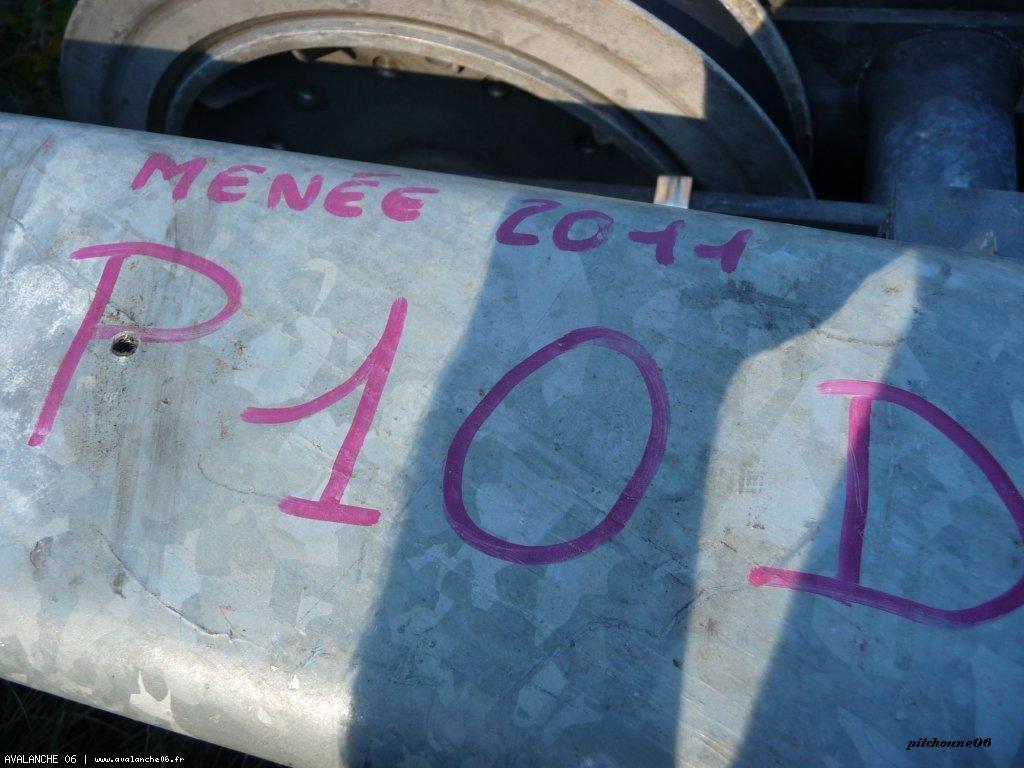 MENÉE 2011
P10D
AVALANCHE 06 | www.avalanche06.fr
pitchoune06